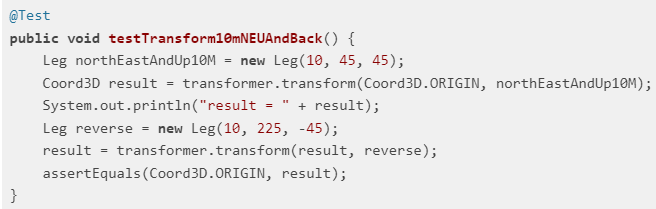 @Test
public void testTransform10mNEUAndBack() {
    Leg northEastAndUp10M = new Leg(10, 45, 45);
    Coord3D result = transformer.transform(Coord3D.ORIGIN, northEastAndUp10M);
    System.out.println("result = " + result);
    Leg reverse = new Leg(10, 225, -45);
    result = transformer.transform(result, reverse);
    assertEquals(Coord3D.ORIGIN, result);
}